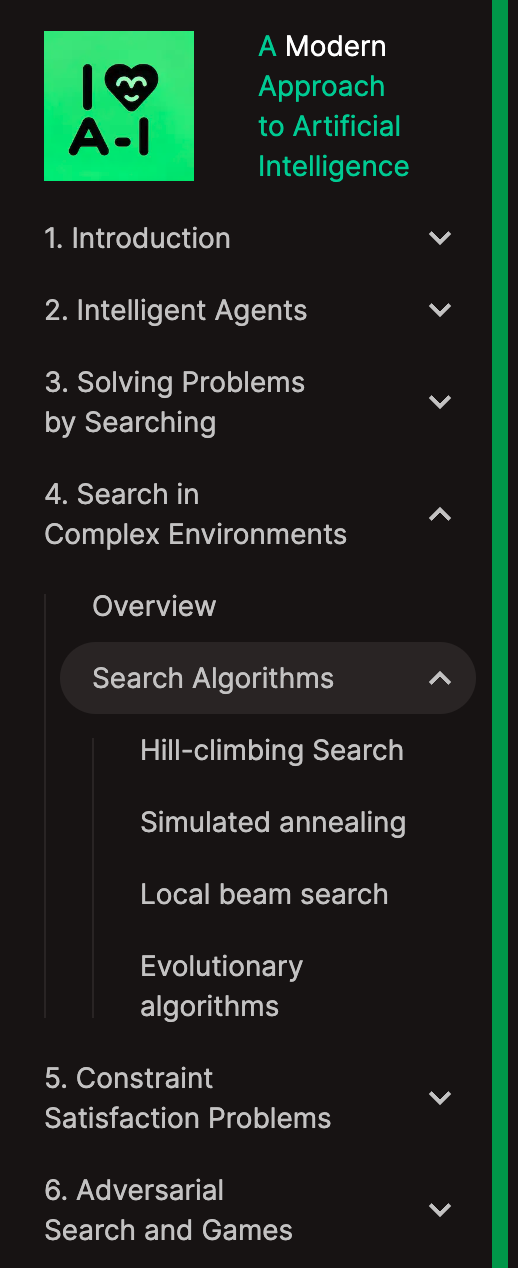 I
A-I
A Modern
Approach
to Artificial
Intelligence
1. Introduction
2. Intelligent Agents
3. Solving Problems
by Searching
4. Search in
Complex Environments
Overview
Search Algorithms
Hill-climbing Search
Simulated annealing
Local beam search
Evolutionary
algorithms
5. Constraint
Satisfaction Problems
6. Adversarial
Search and Games